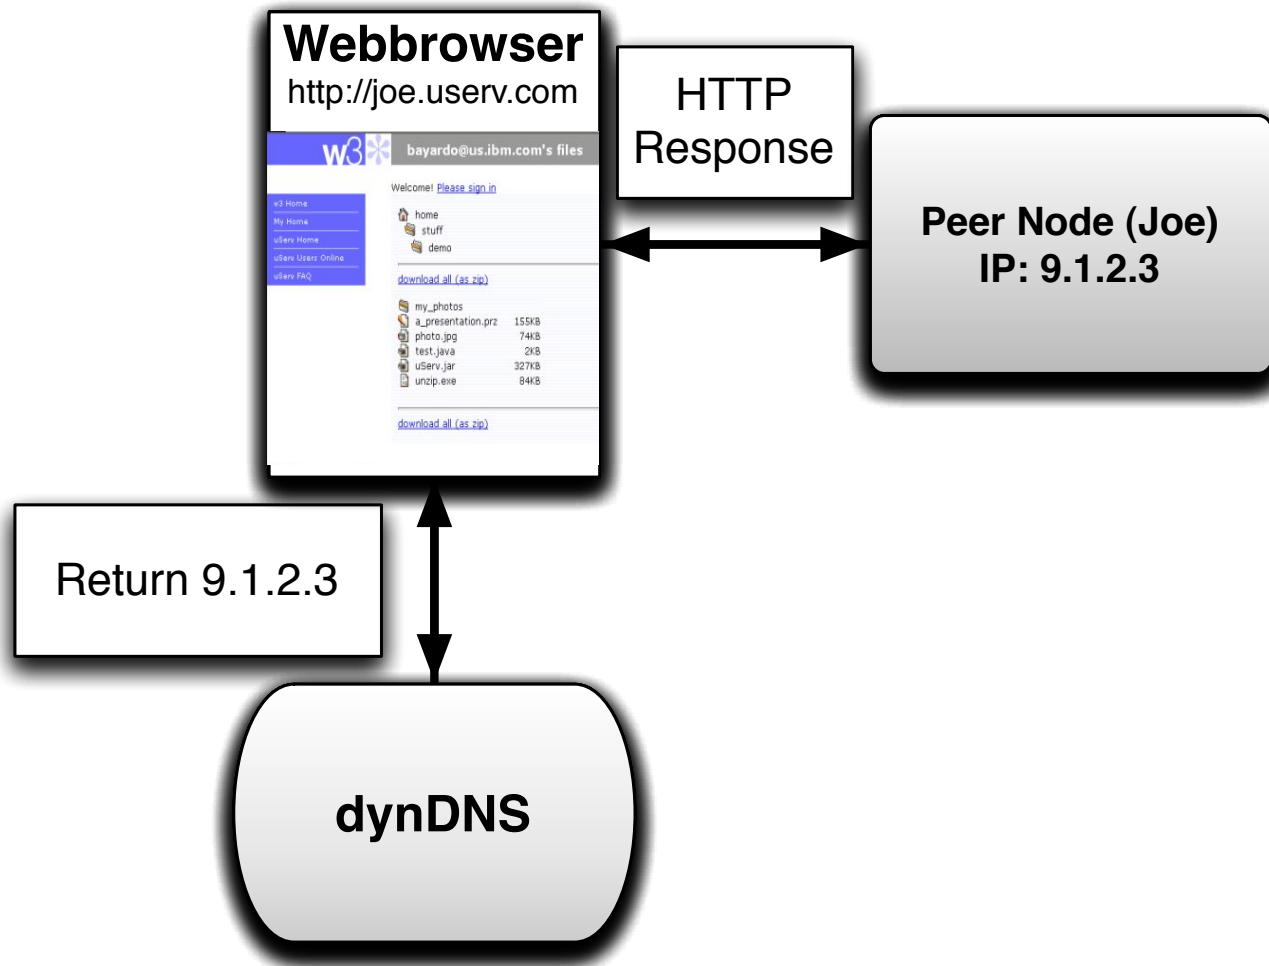 Webbrowser
http://joe.userv.com
w3 bayardo@us.ibm.com's files
Welcome! Please sign in
w3 Home
My Home
uServ Home
uServ Users Online
uServ FAQ
home
stuff
demo
download all (as zip)
my_photos
a_presentation.prz 155KB
photo.jpg 74KB
test.java 2KB
uServ.jar 327KB
unzip.exe 84KB
download all (as zip)
HTTP
Response
Peer Node (Joe)
IP: 9.1.2.3
Return 9.1.2.3
dynDNS